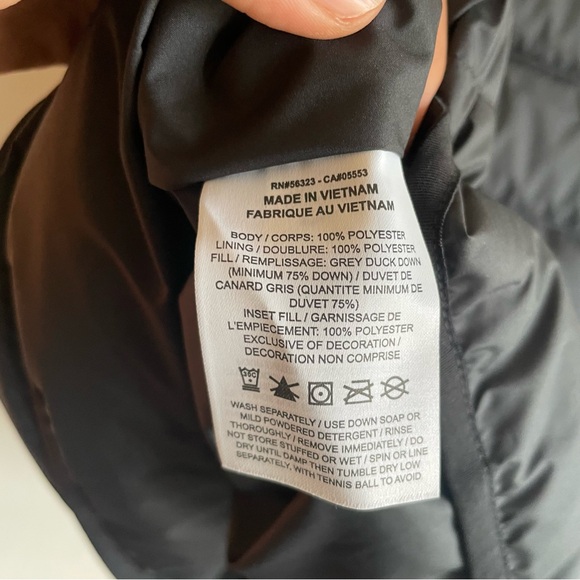 RN#56323 - CA#05553
MADE IN VIETNAM
FABRIQUE AU VIETNAM
BODY / CORPS: 100% POLYESTER
LINING / DOUBLURE: 100% POLYESTER
FILL / REMPLISSAGE: GREY DUCK DOWN
(MINIMUM 75% DOWN) / DUVET DE
CANARD GRIS (QUANTITE MINIMUM DE
DUVET 75%)
INSET FILL / GARNISSAGE DE
L'EMPIECEMENT: 100% POLYESTER
EXCLUSIVE OF DECORATION /
DECORATION NON COMPRISE
WASH SEPARATELY / USE DOWN SOAP OR
MILD POWDERED DETERGENT / RINSE
THOROUGHLY / REMOVE IMMEDIATELY / DO
NOT STORE STUFFED OR WET / SPIN OR LINE
DRY UNTIL DAMP THEN TUMBLE DRY LOW
SEPARATELY, WITH TENNIS BALL TO AVOID